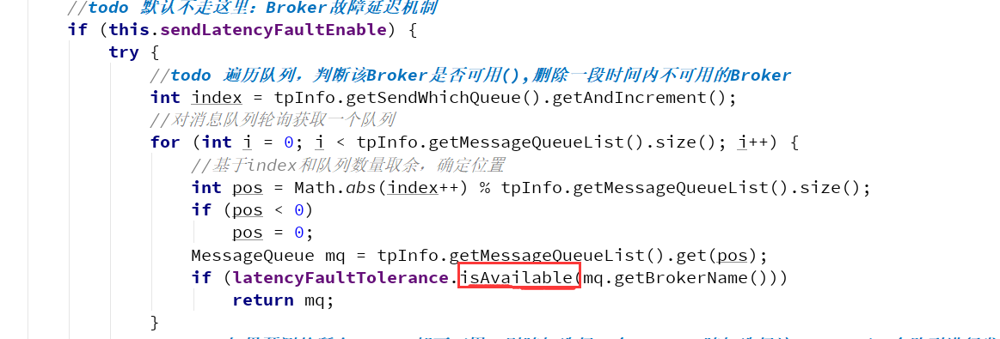 //todo 默认不走这里：Broker故障延迟机制
if (this.sendLatencyFaultEnable) {
try {
//todo 遍历队列，判断该Broker是否可用(),删除一段时间内不可用的Broker
int index = tpInfo.getSendWhichQueue().getAndIncrement();
//对消息队列轮询获取一个队列
for (int i = 0; i < tpInfo.getMessageQueueList().size(); i++) {
//基于index和队列数量取余，确定位置
int pos = Math.abs(index++) % tpInfo.getMessageQueueList().size();
if (pos < 0)
pos = 0;
MessageQueue mq = tpInfo.getMessageQueueList().get(pos);
if (latencyFaultTolerance.isAvailable(mq.getBrokerName()))
return mq;
}